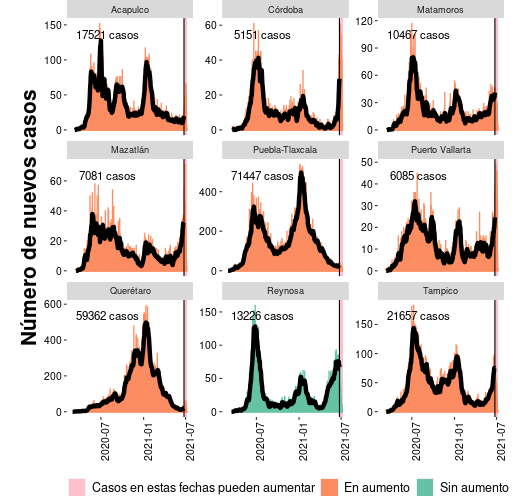 Número de nuevos casos
Acapulco
Córdoba
Matamoros
150
100
50
0
17521 casos
60
40
20
0
5151 casos
120
90
60
30
0
10467 casos
Mazatlán
Puebla-Tlaxcala
Puerto Vallarta
60
40
20
0
7081 casos
400
200
0
71447 casos
50
40
30
20
10
0
6085 casos
Querétaro
Reynosa
Tampico
600
400
200
0
59362 casos
150
100
50
0
13226 casos
150
100
50
0
21657 casos
2020-07
2021-01
2021-07
2020-07
2021-01
2021-07
2020-07
2021-01
2021-07
Casos en estas fechas pueden aumentar
En aumento
Sin aumento